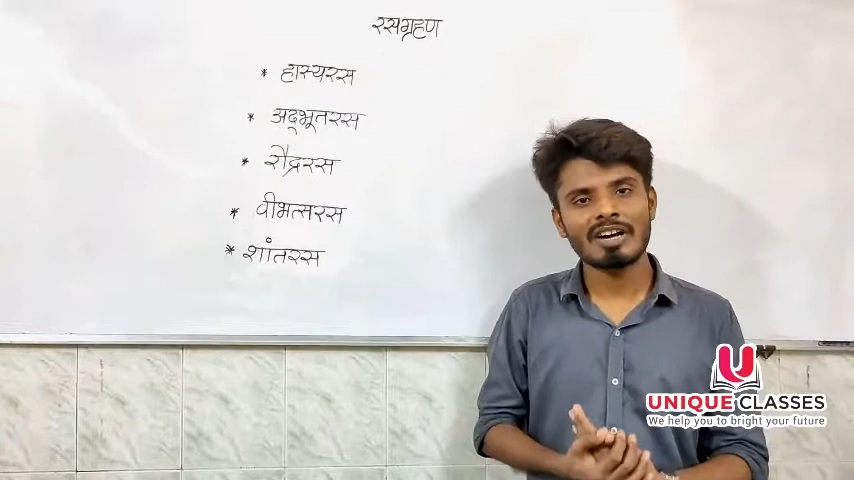 रसग्रहण
* हास्यरस
* अद्भूतरस
* रौद्ररस
* वीभत्सरस
* शांतरस
UNIQUE CLASSES
We help you to bright your future